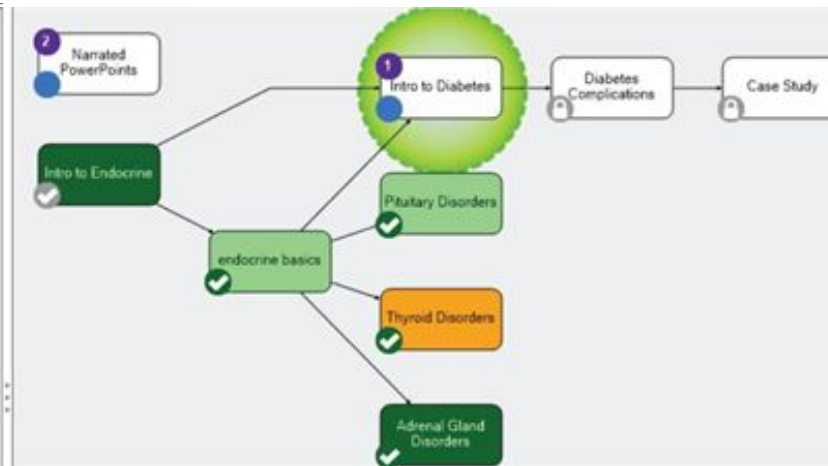 2
Narrated
PowerPoints
1
Intro to Diabetes
Diabetes
Complications
Case Study
Intro to Endocrine
Pituitary Disorders
endocrine basics
Thyroid Disorders
Adrenal Gland
Disorders